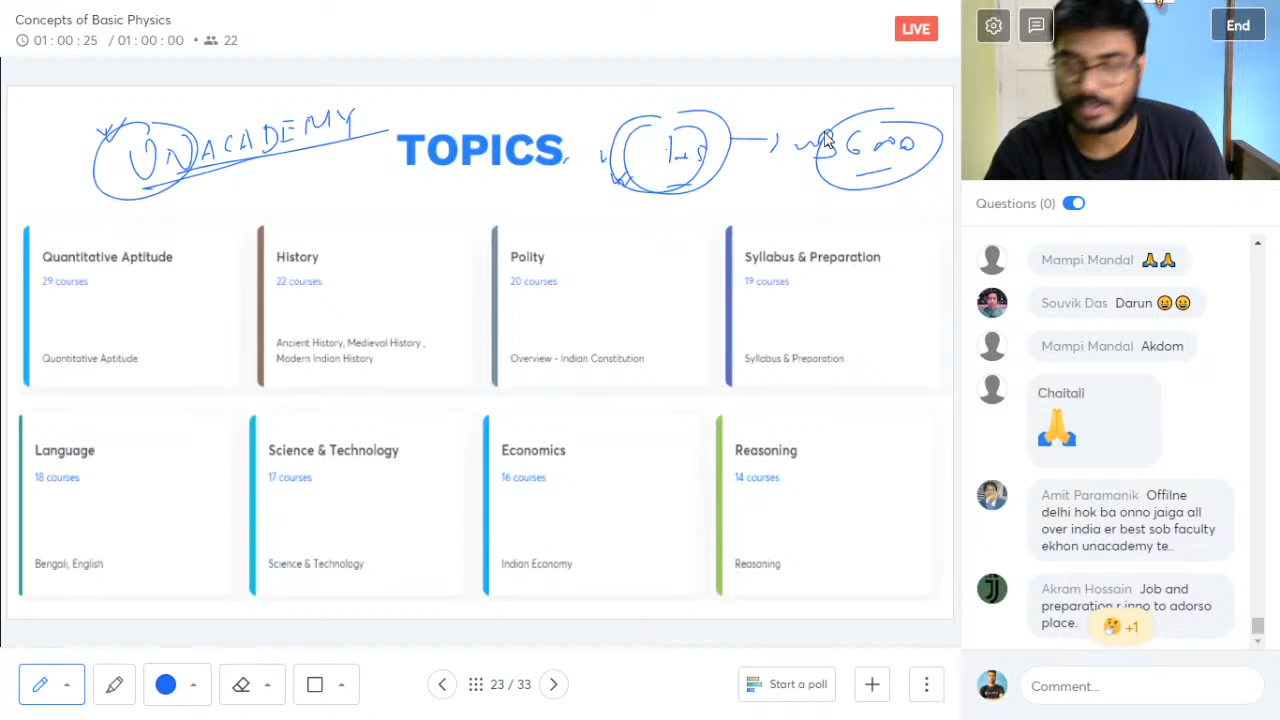 Concepts of Basic Physics
01 : 00 : 25 / 01 : 00 : 00 • 22
LIVE
End
UNACADEMY
TOPICS
Quantitative Aptitude
29 courses
Quantitative Aptitude
History
22 courses
Ancient History, Medieval History ,
Modern Indian History
Polity
20 courses
Overview - Indian Constitution
Syllabus & Preparation
19 courses
Syllabus & Preparation
Language
18 courses
Bengali, English
Science & Technology
17 courses
Science & Technology
Economics
16 courses
Indian Economy
Reasoning
14 courses
Reasoning
23 / 33
Start a poll
Questions (0)
Mampi Mandal 🙏🙏
Souvik Das Darun 😀😀
Mampi Mandal Akdom
Chaitali
🙏
Amit Paramanik Offilne
delhi hok ba onno jaiga all
over india er best sob faculty
ekhon unacademy te..
Akram Hossain Job and
preparation r jnno to adorso
place.
🤔 +1
Comment...